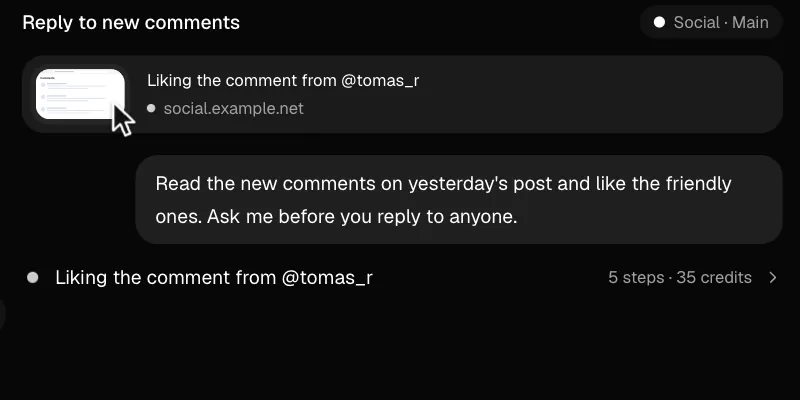 Reply to new comments
Social · Main
Liking the comment from @tomas_r
social.example.net
Read the new comments on yesterday's post and like the friendly
ones. Ask me before you reply to anyone.
Liking the comment from @tomas_r
5 steps · 35 credits